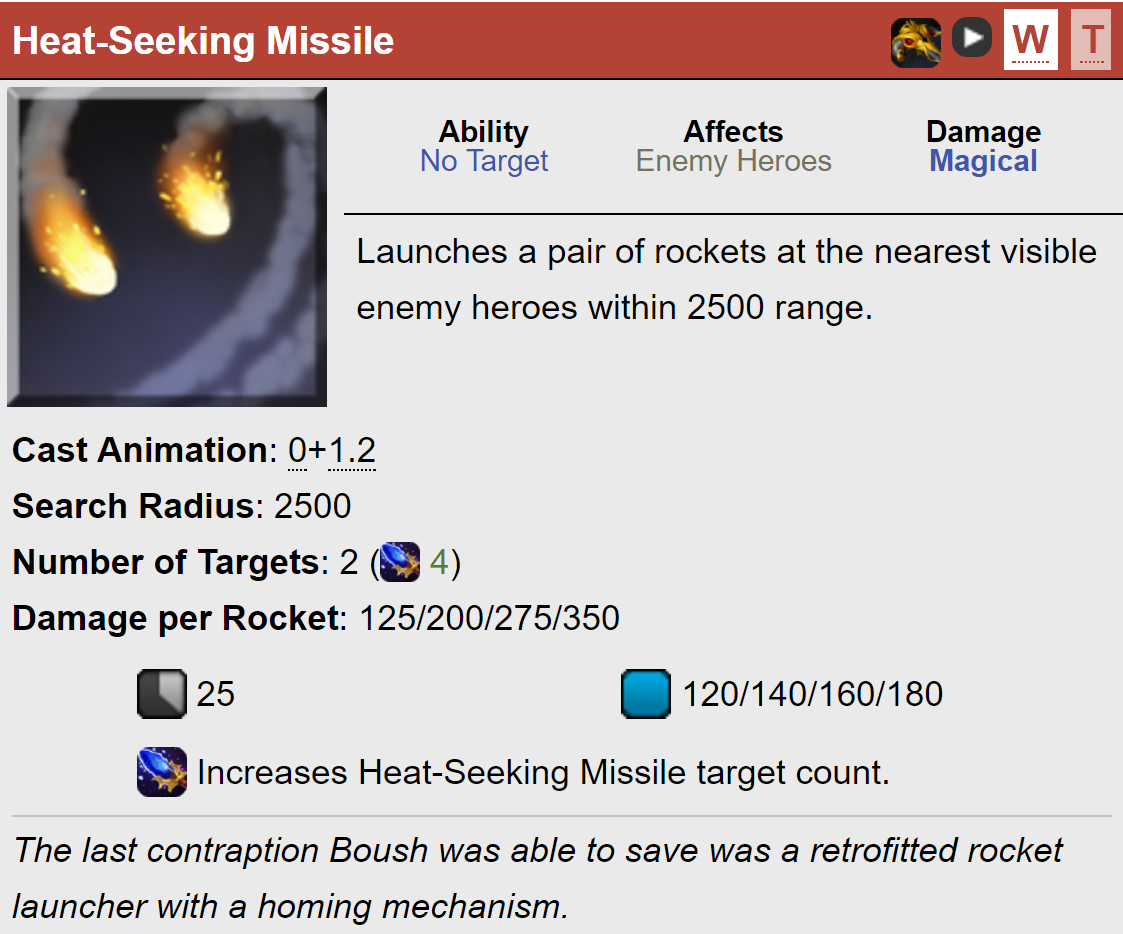 Heat-Seeking Missile W T
Ability Affects Damage
No Target Enemy Heroes Magical
Launches a pair of rockets at the nearest visible
enemy heroes within 2500 range.
Cast Animation: 0+1.2
Search Radius: 2500
Number of Targets: 2 ( 4)
Damage per Rocket: 125/200/275/350
25 120/140/160/180
Increases Heat-Seeking Missile target count.
The last contraption Boush was able to save was a retrofitted rocket
launcher with a homing mechanism.